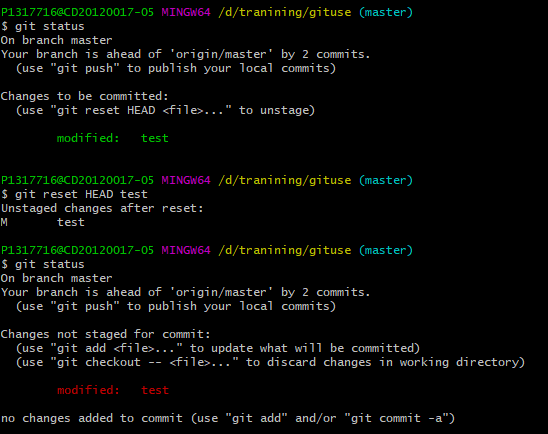 P1317716@CD20120017-05 MINGW64 /d/tranining/gituse (master)
$ git status
On branch master
Your branch is ahead of 'origin/master' by 2 commits.
  (use "git push" to publish your local commits)

Changes to be committed:
  (use "git reset HEAD <file>..." to unstage)

        modified:   test

P1317716@CD20120017-05 MINGW64 /d/tranining/gituse (master)
$ git reset HEAD test
Unstaged changes after reset:
M       test

P1317716@CD20120017-05 MINGW64 /d/tranining/gituse (master)
$ git status
On branch master
Your branch is ahead of 'origin/master' by 2 commits.
  (use "git push" to publish your local commits)

Changes not staged for commit:
  (use "git add <file>..." to update what will be committed)
  (use "git checkout -- <file>..." to discard changes in working directory)

        modified:   test

no changes added to commit (use "git add" and/or "git commit -a")